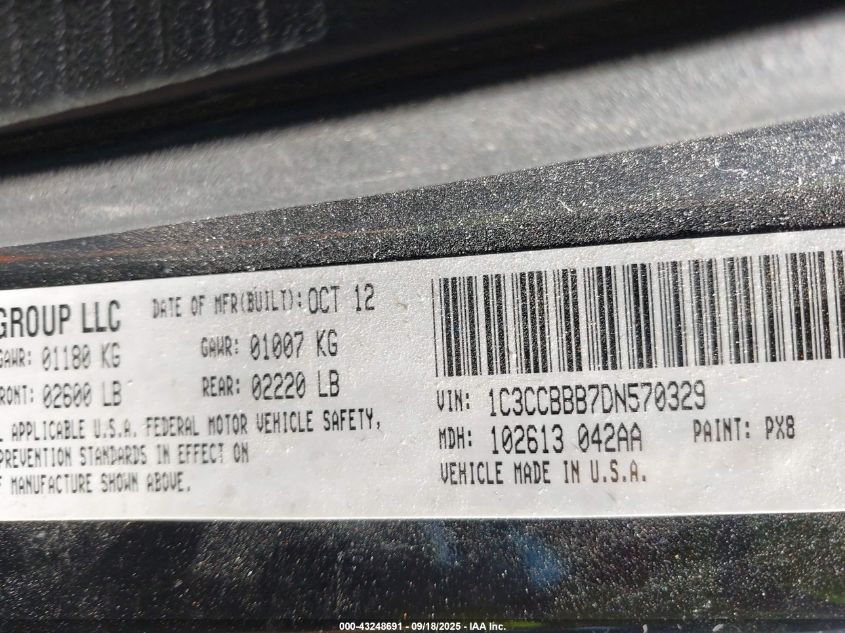 GROUP LLC
DATE OF MFR(BUILT): OCT 12
GAWR: 01180 KG
GAWR: 01007 KG
FRONT: 02600 LB
REAR: 02220 LB
APPLICABLE U.S.A. FEDERAL MOTOR VEHICLE SAFETY,
PREVENTION STANDARDS IN EFFECT ON
MANUFACTURE SHOWN ABOVE.
VIN: 1C3CCBBB7DN570329
MDH: 102613 042AA PAINT: PX8
VEHICLE MADE IN U.S.A.
000-43248691 - 09/18/2025 - IAA Inc.